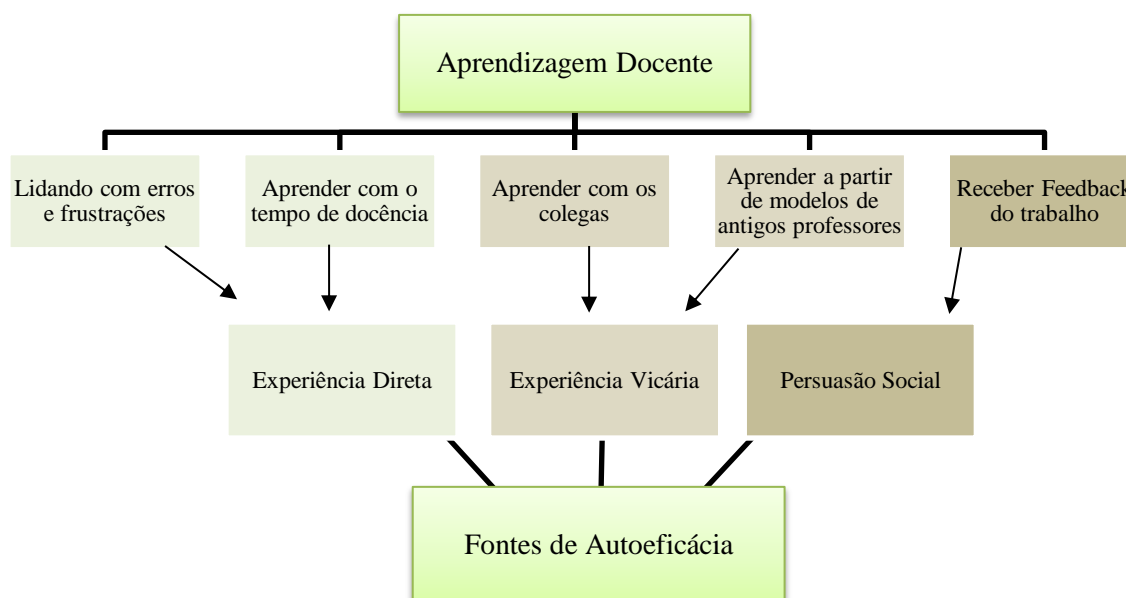 Aprendizagem Docente
Lidando com erros
e frustrações
Aprender com o
tempo de docência
Aprender com os
colegas
Aprender a partir
de modelos de
antigos professores
Receber Feedback
do trabalho
Experiência Direta
Experiência Vicária
Persuasão Social
Fontes de Autoeficácia